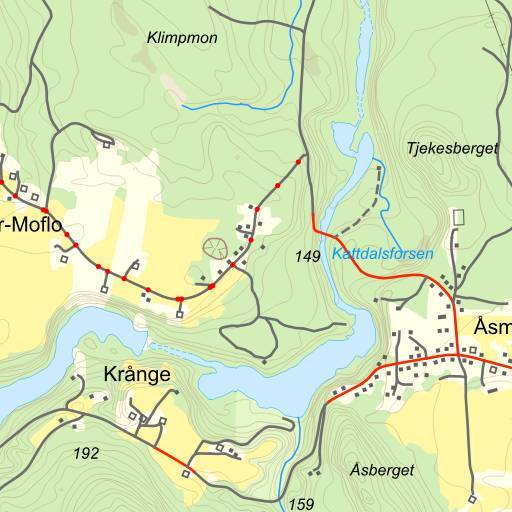 Klimpmon
Tjekesberget
r-Moflo
149
Kattdalsforsen
Åsm
Krånge
192
Åsberget
159